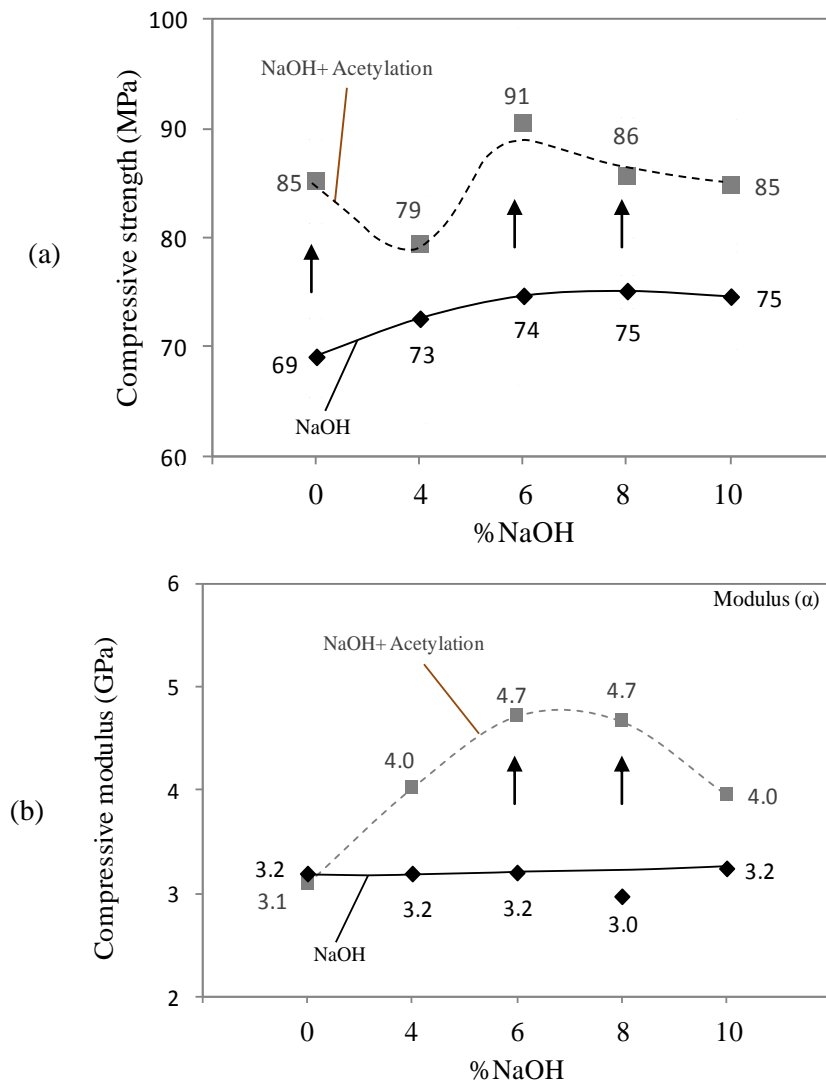 100
NaOH+ Acetylation
91
90
86
85
79
85
(a)
Compressive strength (MPa)
80
75
70
69
73
74
75
NaOH
60
0 4 6 8 10
%NaOH
6
Modulus (α)
NaOH+ Acetylation
5
4.7 4.7
4.0
4.0
(b)
Compressive modulus (GPa)
4
3.2
3.2
3.1
3
3.2 3.2 3.0
NaOH
2
0 4 6 8 10
%NaOH